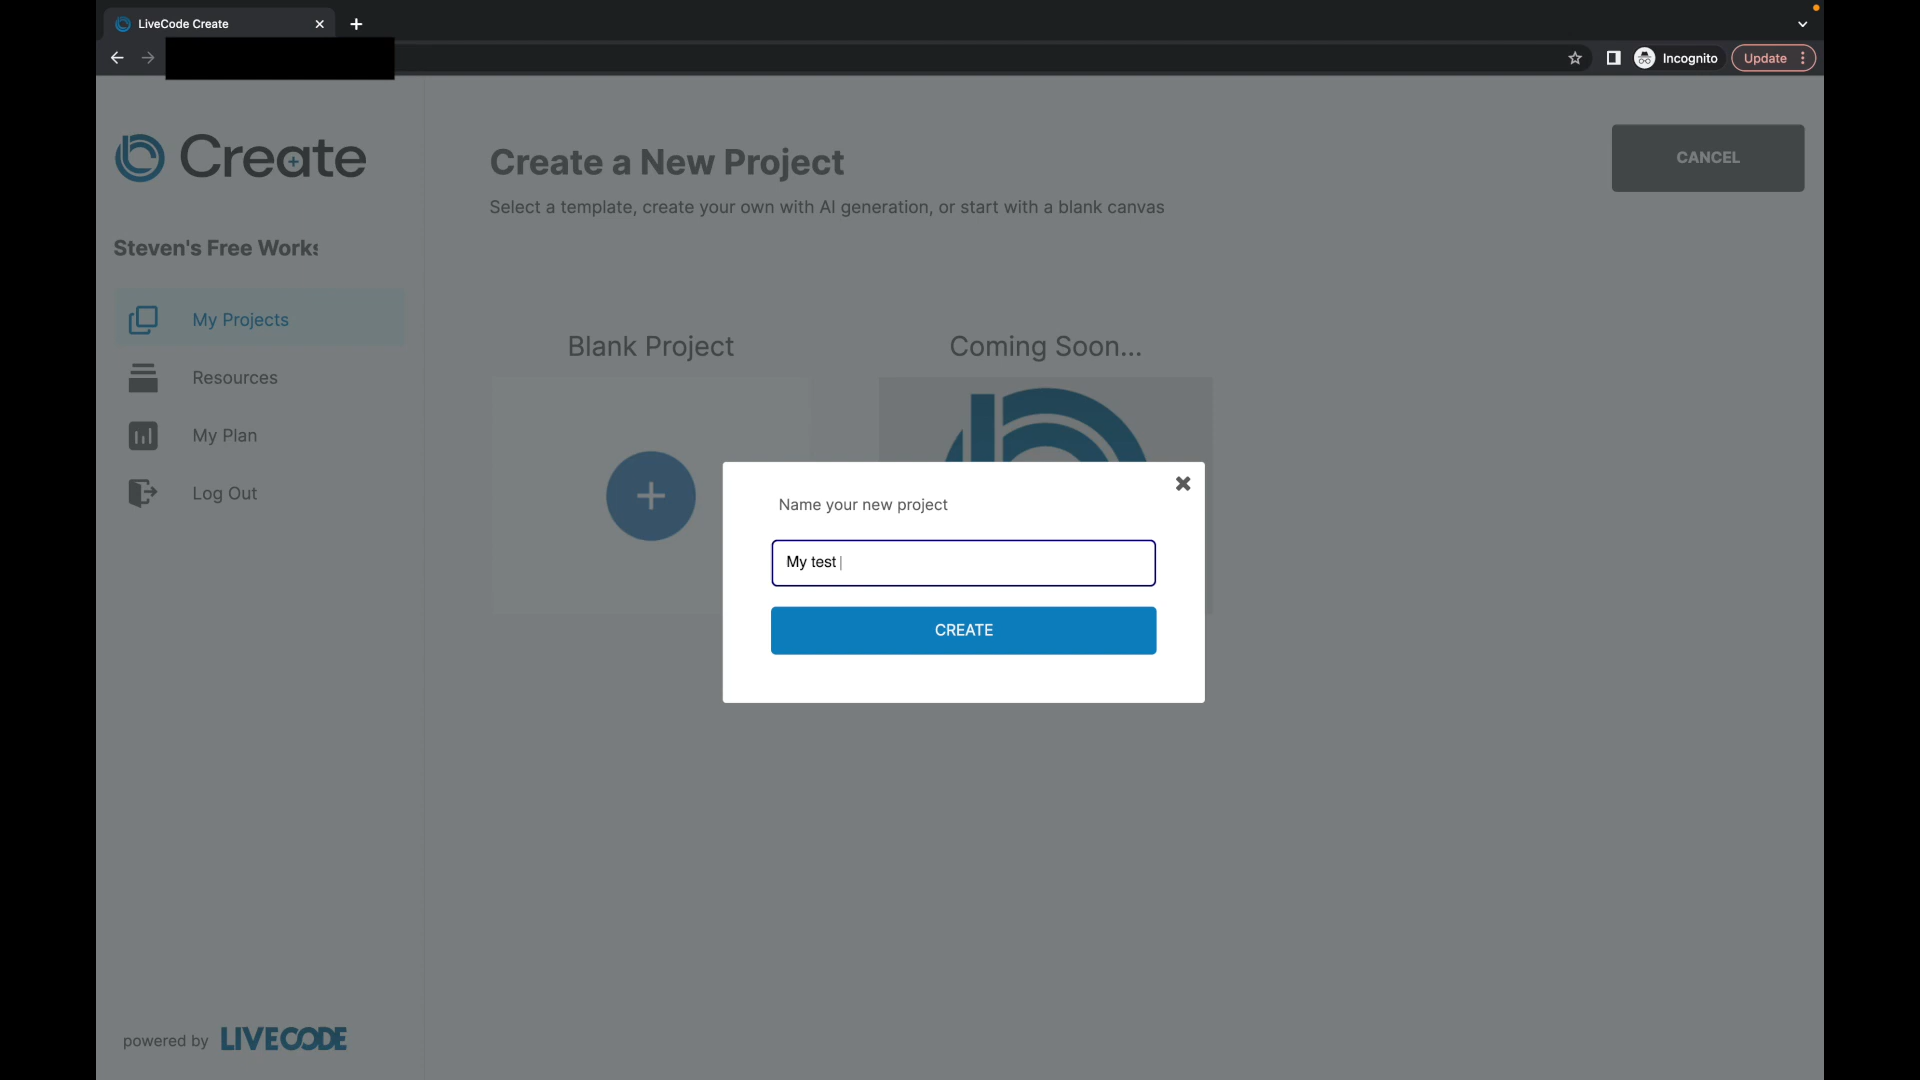 LiveCode Create
Incognito
Update
Create
Create a New Project
CANCEL
Select a template, create your own with AI generation, or start with a blank canvas
Steven's Free Works
My Projects
Resources
My Plan
Log Out
Blank Project
Coming Soon...
Name your new project
My test
CREATE
powered by LIVECODE